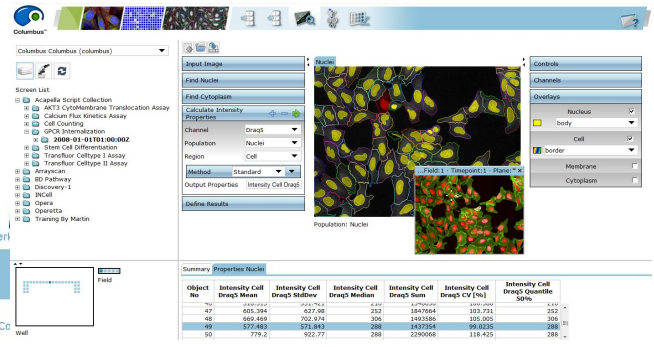 Columbus™
Columbus Columbus (columbus)
Screen List
Acapella Script Collection
AKT3 CytoMembrane Translocation Assay
Calcium Flux Kinetics Assay
Cell Counting
GPCR Internalization
2008-01-01T01:00:00Z
Stem Cell Differentiation
Transfluor Celltype I Assay
Transfluor Celltype II Assay
Arrayscan
BD Pathway
Discovery-1
INCell
Opera
Operetta
Training By Martin
Input Image
Find Nuclei
Find Cytoplasm
Calculate Intensity
Properties
Channel Draq5
Population Nuclei
Region Cell
Method Standard
Output Properties Intensity Cell Draq5
Define Results
Nuclei
...Field:1 - Timepoint:1 - Plane:
Population: Nuclei
Controls
Channels
Overlays
Nucleus
body
Cell
border
Membrane
Cytoplasm
Field
Well
Summary Properties Nuclei
Object No Intensity Cell Draq5 Mean Intensity Cell Draq5 StdDev Intensity Cell Draq5 Median Intensity Cell Draq5 Sum Intensity Cell Draq5 CV [%] Intensity Cell Draq5 Quantile 50%
47 605.394 627.98 252 1847664 103.731 252
48 669.469 702.974 306 1493586 105.005 306
49 577.483 571.843 288 1437354 99.0235 288
50 779.2 922.77 288 2290068 118.425 288